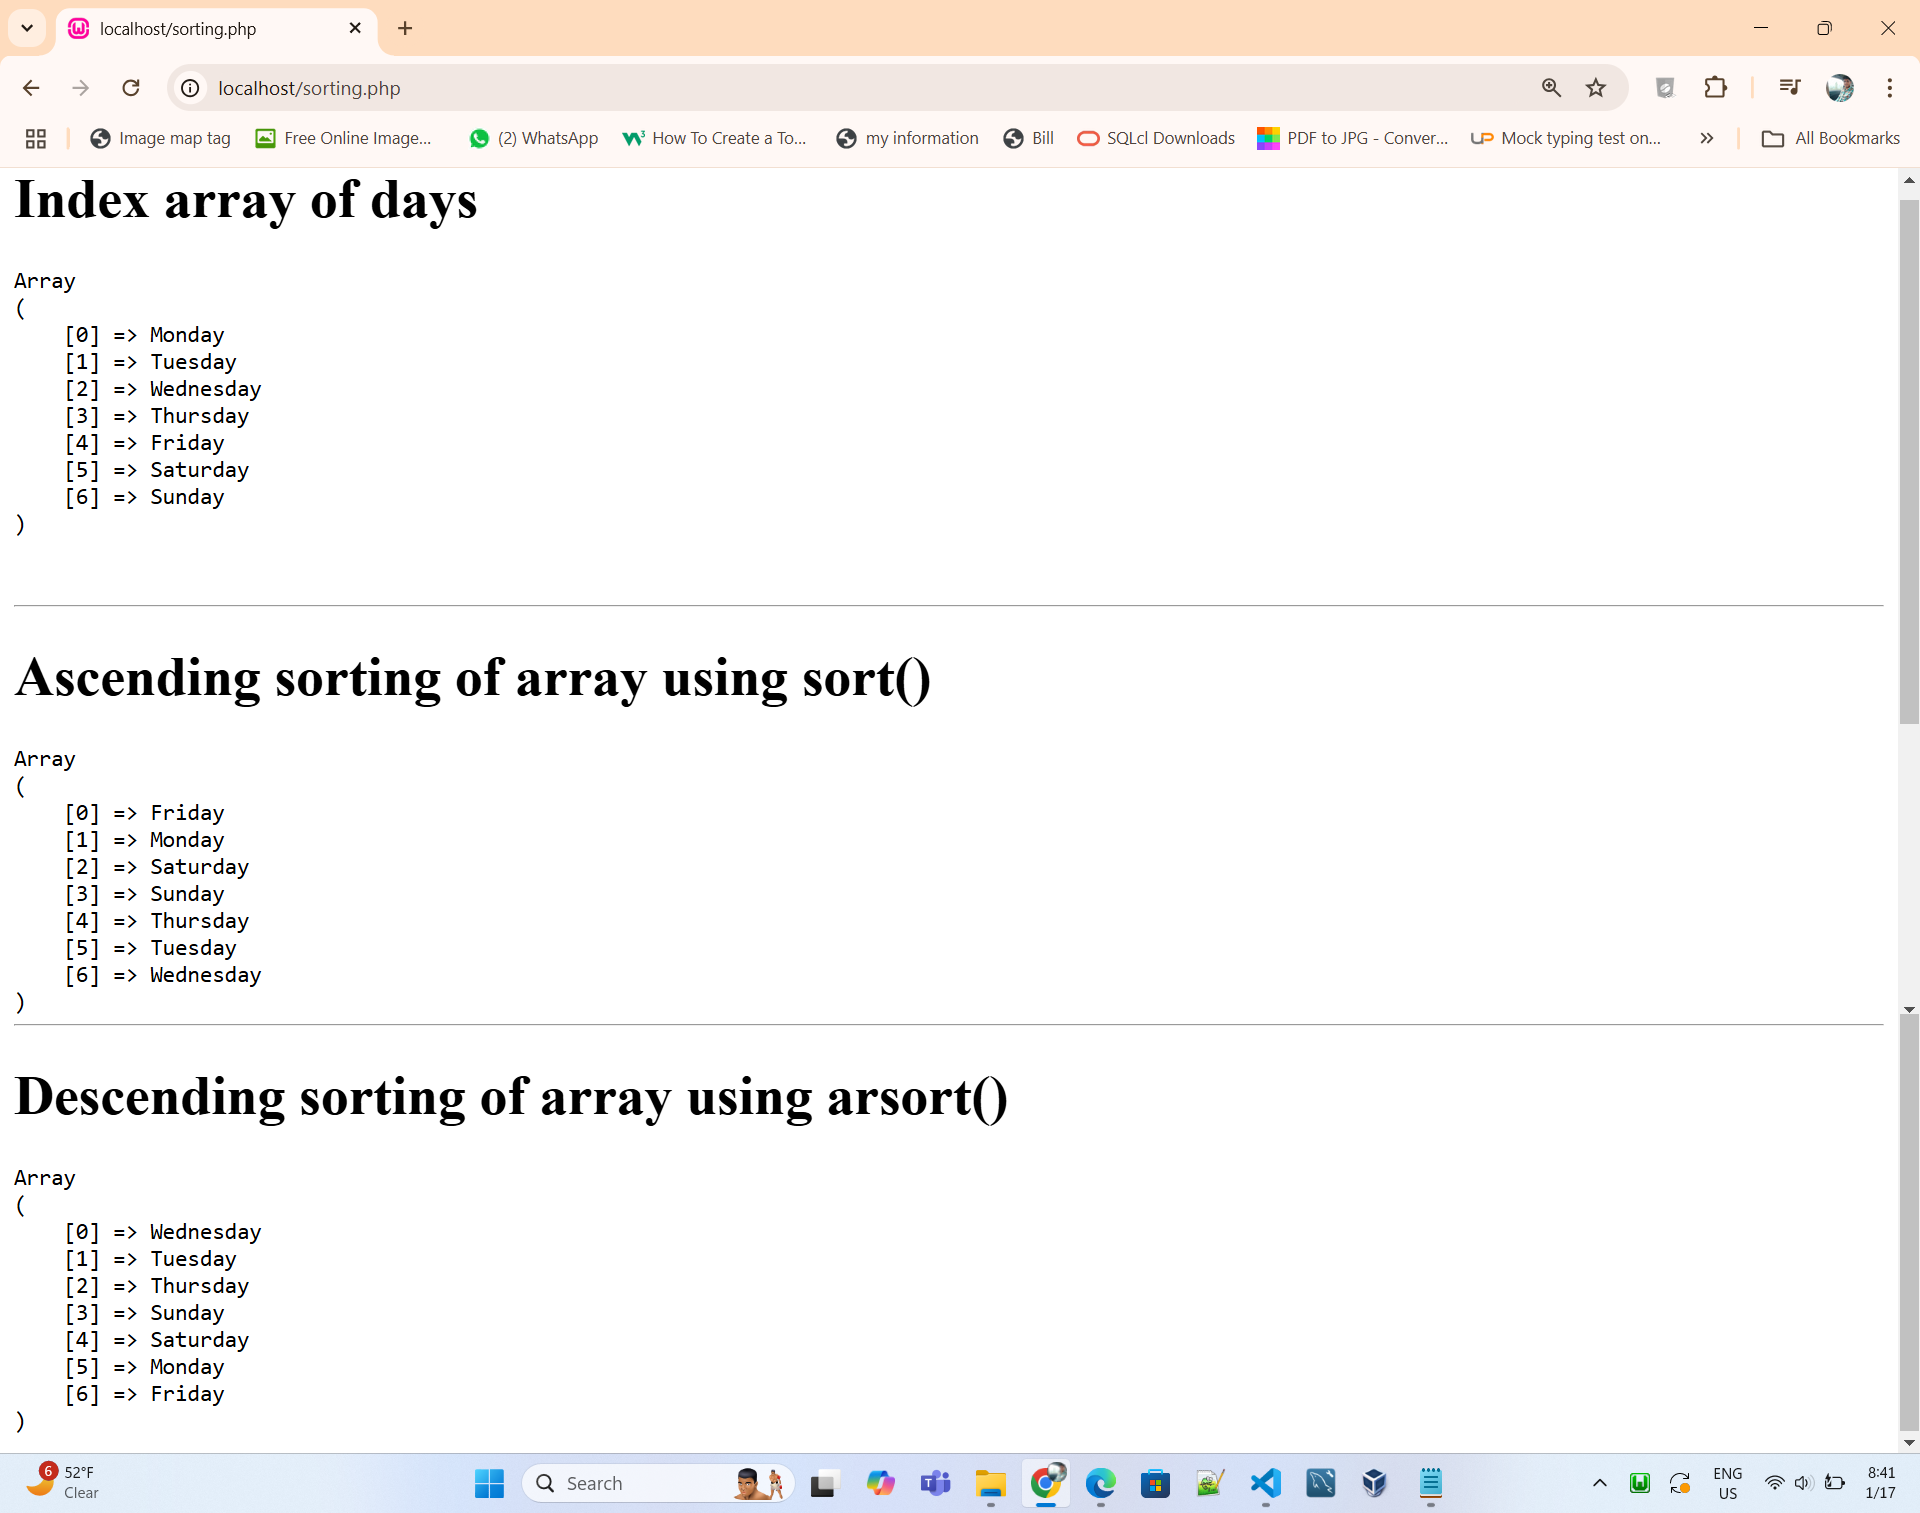 localhost/sorting.php
localhost/sorting.php
Image map tag
Free Online Image...
(2) WhatsApp
How To Create a To...
my information
Bill
SQLcl Downloads
PDF to JPG - Conver...
Mock typing test on...
All Bookmarks
Index array of days
Array
(
[0] => Monday
[1] => Tuesday
[2] => Wednesday
[3] => Thursday
[4] => Friday
[5] => Saturday
[6] => Sunday
)
Ascending sorting of array using sort()
Array
(
[0] => Friday
[1] => Monday
[2] => Saturday
[3] => Sunday
[4] => Thursday
[5] => Tuesday
[6] => Wednesday
)
Descending sorting of array using arsort()
Array
(
[0] => Wednesday
[1] => Tuesday
[2] => Thursday
[3] => Sunday
[4] => Saturday
[5] => Monday
[6] => Friday
)
6
52°F
Clear
Search
ENG
US
8:41
1/17